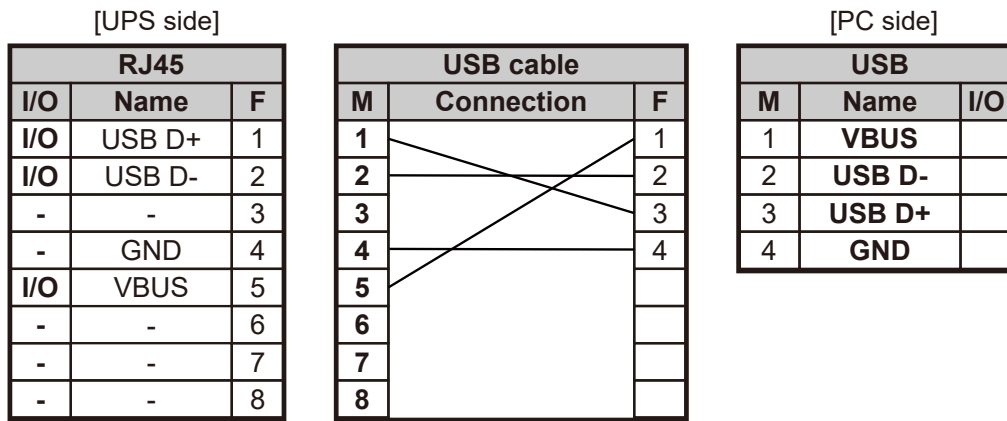 [UPS side] [PC side]
RJ45 USB cable USB
I/O Name F M Connection F M Name I/O
I/O USB D+ 1 1 1 1 VBUS
I/O USB D- 2 2 2 2 USB D-
- - 3 3 3 3 USB D+
- GND 4 4 4 4 GND
I/O VBUS 5 5
- - 6 6
- - 7 7
- - 8 8